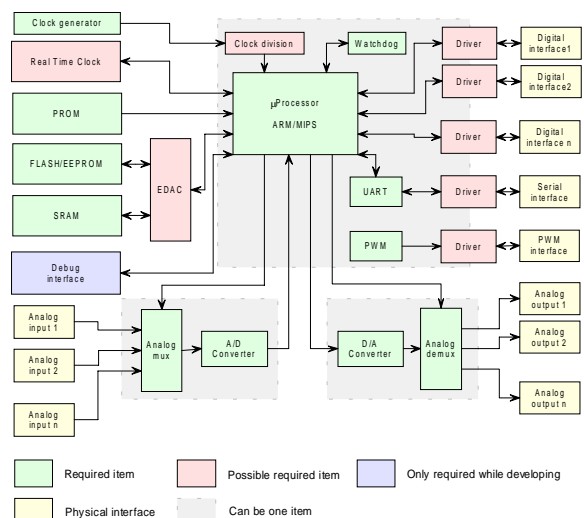 Clock generator
Clock division
Watchdog
Driver
Digital
interface1
Real Time Clock
Driver
Digital
interface2
µProcessor
ARM/MIPS
PROM
Driver
Digital
interface n
FLASH/EEPROM
EDAC
UART
Driver
Serial
interface
SRAM
PWM
Driver
PWM
interface
Debug
interface
Analog
input 1
Analog
input 2
Analog
input n
Analog
mux
A/D
Converter
D/A
Converter
Analog
demux
Analog
output 1
Analog
output 2
Analog
output n
Required item
Possible required item
Only required while developing
Physical interface
Can be one item